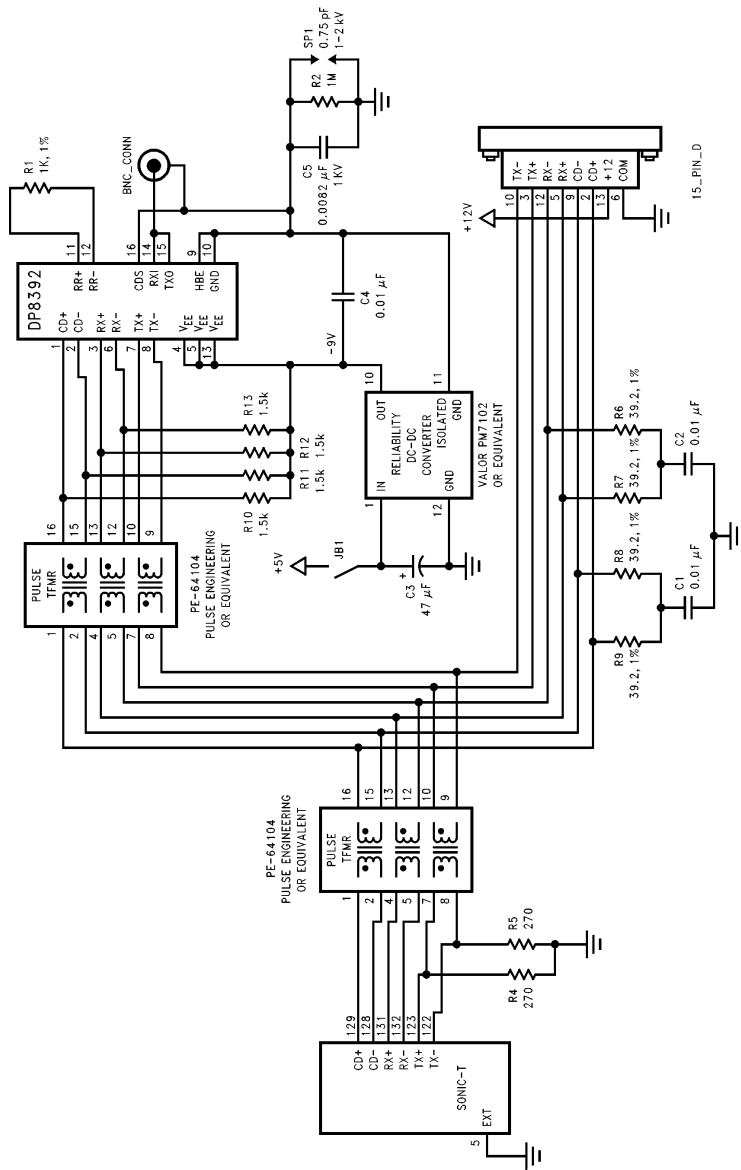 DP8392
CD+
CD-
RX+
RX-
TX+
TX-
VEE
VEE
VEE
RR+
RR-
CDS
RXI
TXO
HBE
GND
1
2
3
6
7
8
4
5
13
11
12
16
14
15
9
10
R1
1K, 1%
BNC_CONN
C5
0.0082 µF
1KV
R2
1M
SP1
0.75 pF
1-2 kV
-9V
C4
0.01 µF
R13
1.5k
R12
1.5k
R11
1.5k
R10
1.5k
PULSE
TFMR
16
15
13
12
10
9
1
2
4
5
7
8
PE-64104
PULSE ENGINEERING
OR EQUIVALENT
+5V
JB1
C3
+
47 µF
IN
OUT
RELIABILITY
DC-DC
CONVERTER
ISOLATED
GND
GND
1
12
10
11
VALOR PM7102
OR EQUIVALENT
+12V
TX-
TX+
RX-
RX+
CD-
CD+
+12
COM
10
3
12
5
9
2
13
6
15_PIN_D
R6
39.2, 1%
R7
39.2, 1%
R8
39.2, 1%
R9
39.2, 1%
C2
0.01 µF
C1
0.01 µF
PE-64104
PULSE ENGINEERING
OR EQUIVALENT
PULSE
TFMR
16
15
13
12
10
9
1
2
4
5
7
8
R5
270
R4
270
SONIC-T
CD+
CD-
RX+
RX-
TX+
TX-
129
128
131
132
123
122
EXT
5